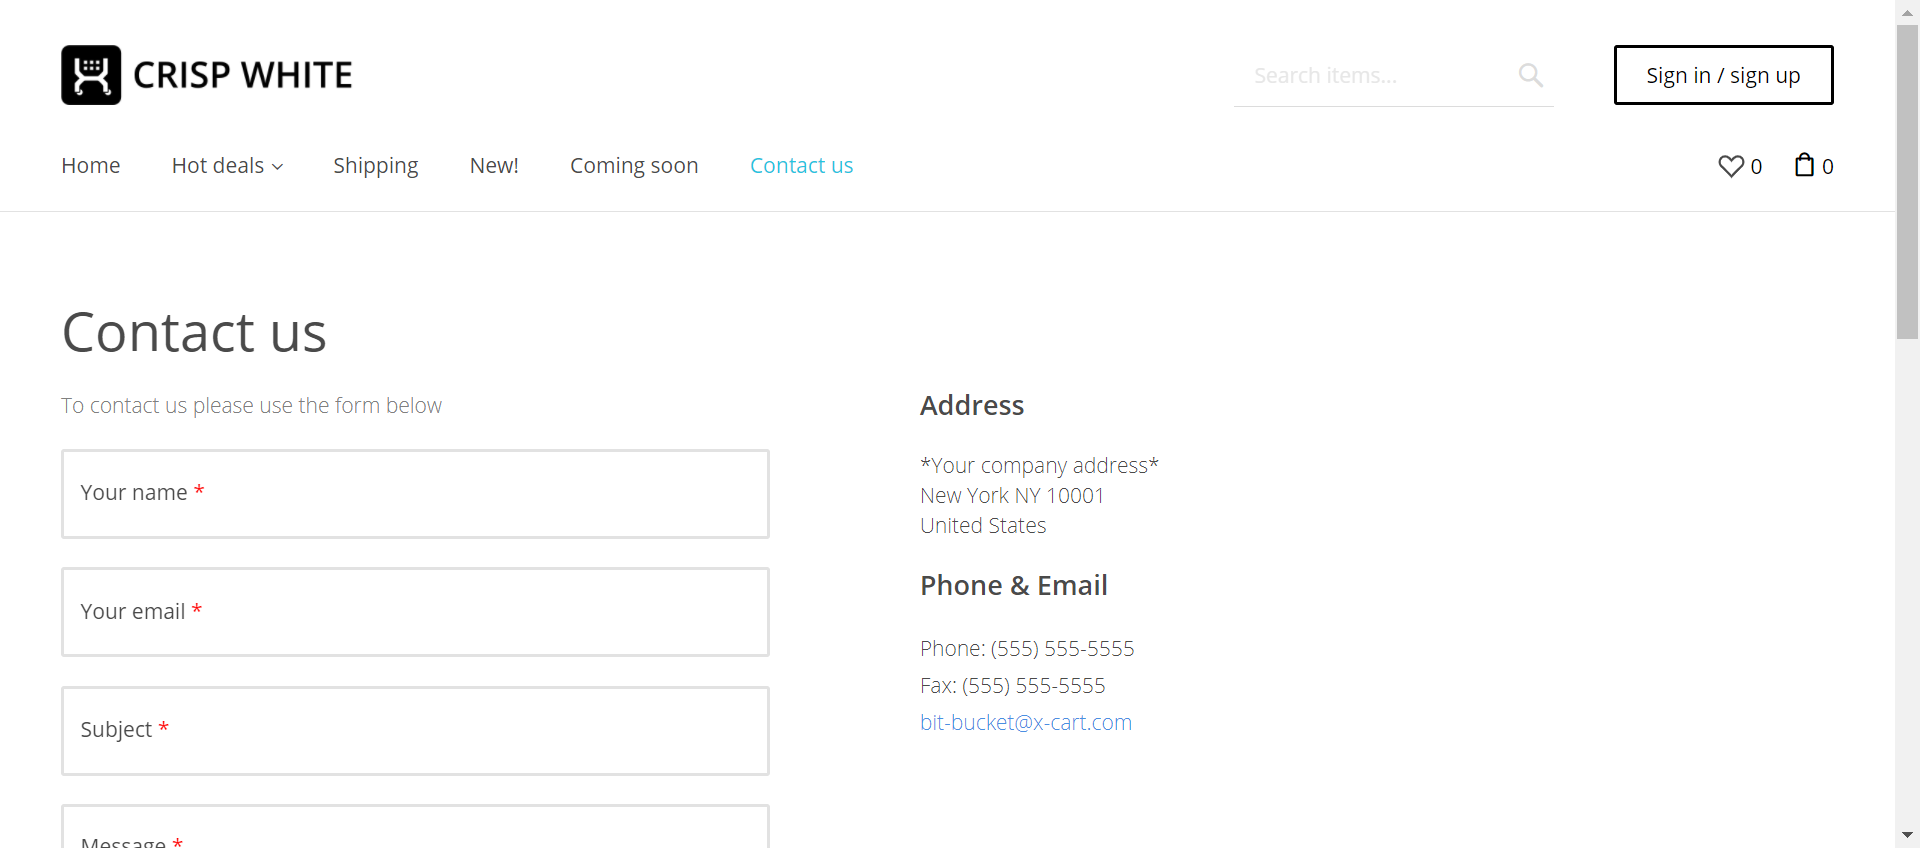 CRISP WHITE
Search items...
Sign in / sign up
Home
Hot deals
Shipping
New!
Coming soon
Contact us
0
0
Contact us
To contact us please use the form below
Your name *
Your email *
Subject *
Message *
Address
*Your company address*
New York NY 10001
United States
Phone & Email
Phone: (555) 555-5555
Fax: (555) 555-5555
bit-bucket@x-cart.com